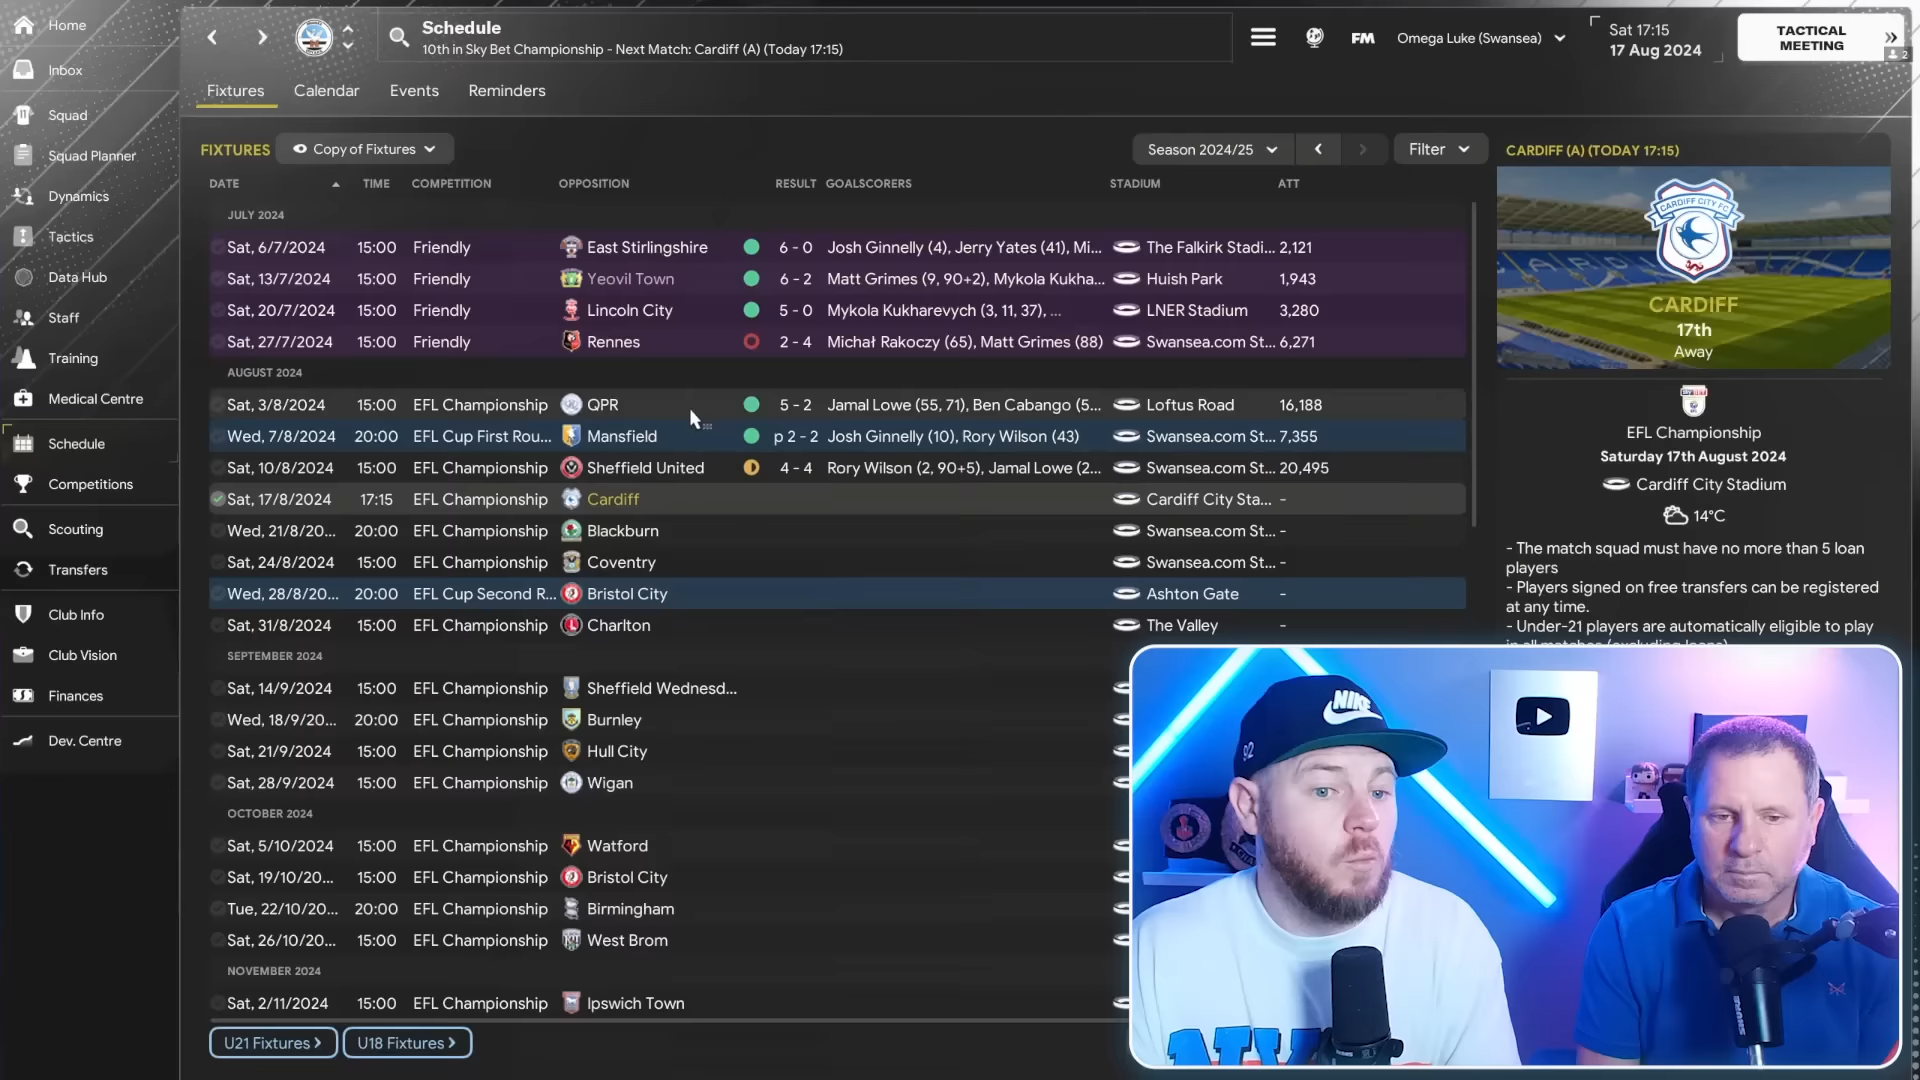 Home
Inbox
Squad
Squad Planner
Dynamics
Tactics
Data Hub
Staff
Training
Medical Centre
Schedule
Competitions
Scouting
Transfers
Club Info
Club Vision
Finances
Dev. Centre
Schedule
10th in Sky Bet Championship - Next Match: Cardiff (A) (Today 17:15)
FM
Omega Luke (Swansea)
Sat 17:15
17 Aug 2024
TACTICAL
MEETING
2
Fixtures Calendar Events Reminders
FIXTURES Copy of Fixtures Season 2024/25 Filter
DATE TIME COMPETITION OPPOSITION RESULT GOALSCORERS STADIUM ATT
JULY 2024
Sat, 6/7/2024 15:00 Friendly East Stirlingshire 6 - 0 Josh Ginnelly (4), Jerry Yates (41), Mi... The Falkirk Stadi... 2,121
Sat, 13/7/2024 15:00 Friendly Yeovil Town 6 - 2 Matt Grimes (9, 90+2), Mykola Kukha... Huish Park 1,943
Sat, 20/7/2024 15:00 Friendly Lincoln City 5 - 0 Mykola Kukharevych (3, 11, 37), ... LNER Stadium 3,280
Sat, 27/7/2024 15:00 Friendly Rennes 2 - 4 Michał Rakoczy (65), Matt Grimes (88) Swansea.com St... 6,271
AUGUST 2024
Sat, 3/8/2024 15:00 EFL Championship QPR 5 - 2 Jamal Lowe (55, 71), Ben Cabango (5... Loftus Road 16,188
Wed, 7/8/2024 20:00 EFL Cup First Rou... Mansfield p 2 - 2 Josh Ginnelly (10), Rory Wilson (43) Swansea.com St... 7,355
Sat, 10/8/2024 15:00 EFL Championship Sheffield United 4 - 4 Rory Wilson (2, 90+5), Jamal Lowe (2... Swansea.com St... 20,495
Sat, 17/8/2024 17:15 EFL Championship Cardiff Cardiff City Sta... -
Wed, 21/8/20... 20:00 EFL Championship Blackburn Swansea.com St... -
Sat, 24/8/2024 15:00 EFL Championship Coventry Swansea.com St... -
Wed, 28/8/20... 20:00 EFL Cup Second R... Bristol City Ashton Gate -
Sat, 31/8/2024 15:00 EFL Championship Charlton The Valley -
SEPTEMBER 2024
Sat, 14/9/2024 15:00 EFL Championship Sheffield Wednesd...
Wed, 18/9/20... 20:00 EFL Championship Burnley
Sat, 21/9/2024 15:00 EFL Championship Hull City
Sat, 28/9/2024 15:00 EFL Championship Wigan
OCTOBER 2024
Sat, 5/10/2024 15:00 EFL Championship Watford
Sat, 19/10/20... 15:00 EFL Championship Bristol City
Tue, 22/10/20... 20:00 EFL Championship Birmingham
Sat, 26/10/20... 15:00 EFL Championship West Brom
NOVEMBER 2024
Sat, 2/11/2024 15:00 EFL Championship Ipswich Town
U21 Fixtures U18 Fixtures
CARDIFF (A) (TODAY 17:15)
CARDIFF CITY FC
CARDIFF
17th
Away
EFL Championship
Saturday 17th August 2024
Cardiff City Stadium
14°C
- The match squad must have no more than 5 loan
players
- Players signed on free transfers can be registered
at any time.
- Under-21 players are automatically eligible to play
in all matches (excluding loans)
NIKE
SHURE